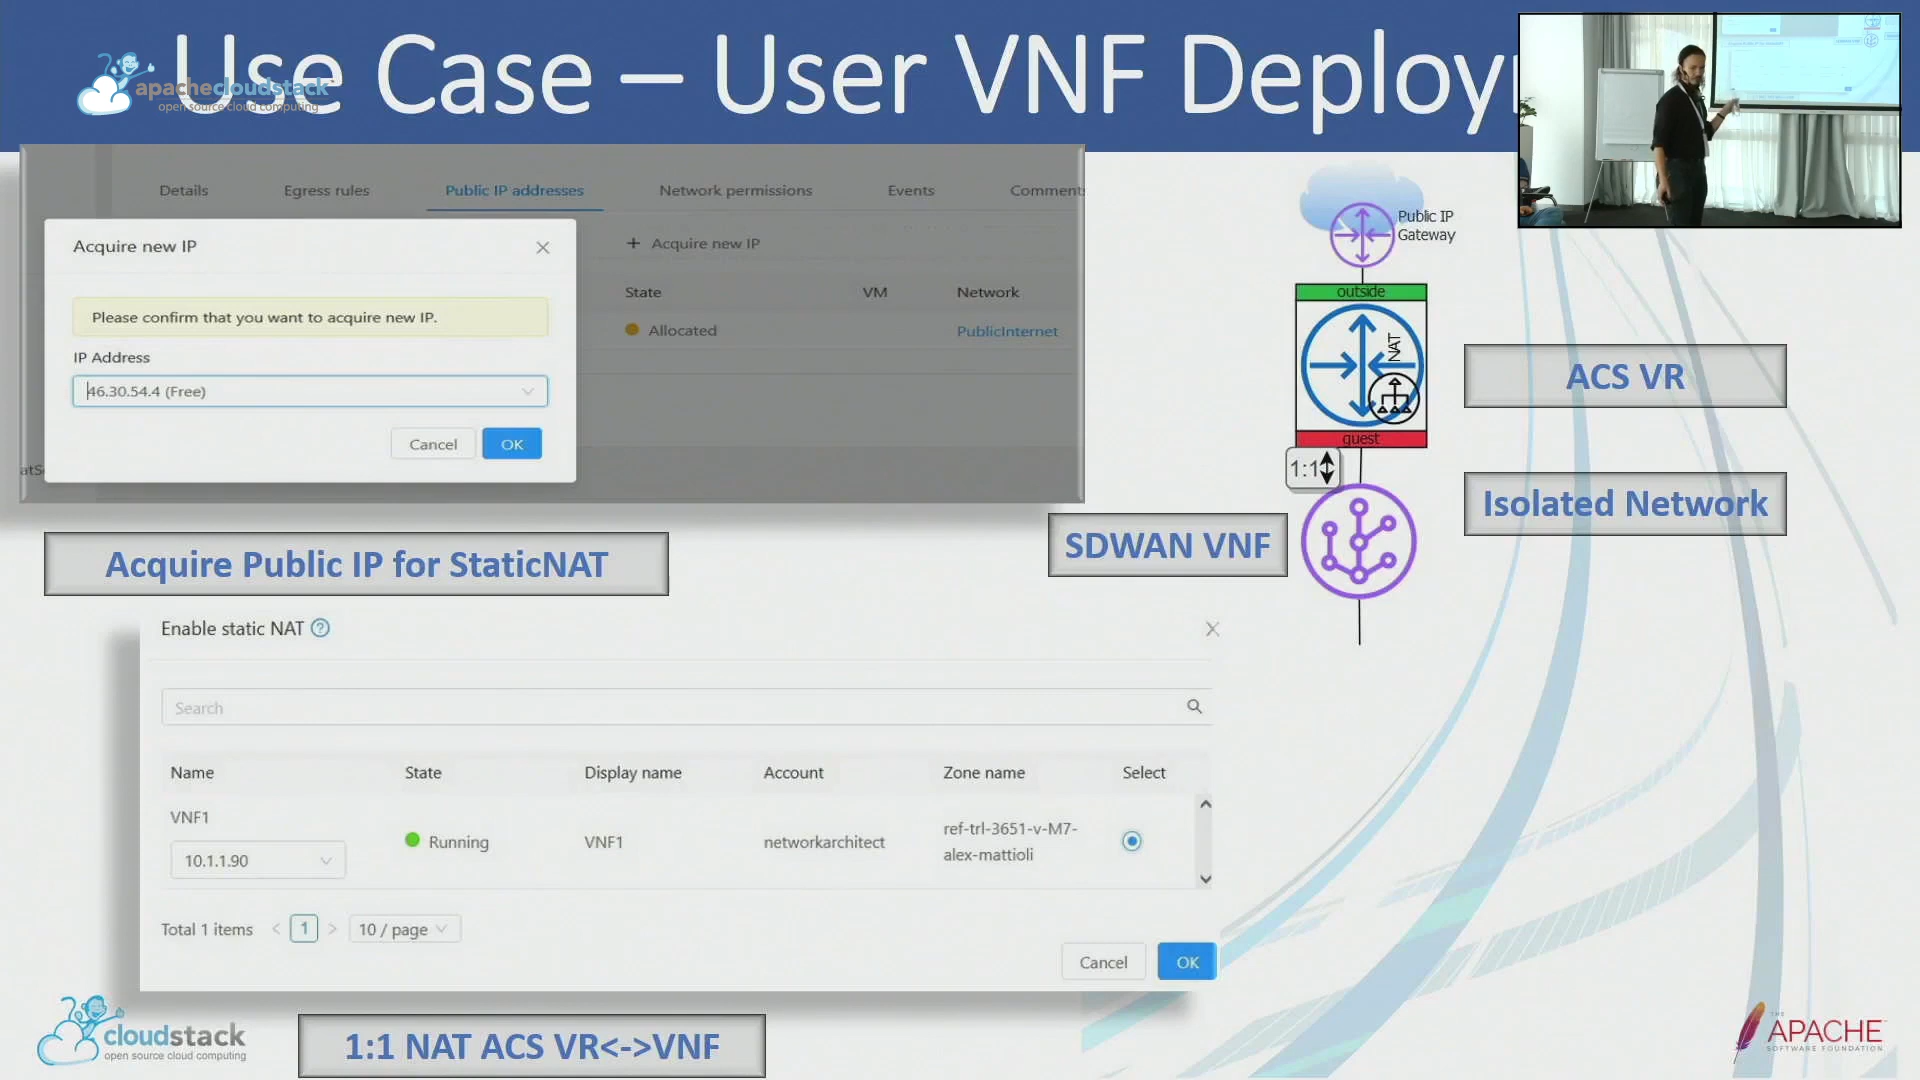 Use Case – User VNF Deploy
apachecloudstack
open source cloud computing
Details Egress rules Public IP addresses Network permissions Events Comments
Acquire new IP
Please confirm that you want to acquire new IP.
IP Address
46.30.54.4 (Free)
Cancel OK
+ Acquire new IP
State VM Network
Allocated PublicInternet
Public IP
Gateway
outside
NAT
guest
1:1
ACS VR
Isolated Network
SDWAN VNF
Acquire Public IP for StaticNAT
Enable static NAT ?
Search
Name State Display name Account Zone name Select
VNF1
10.1.1.90
Running VNF1 networkarchitect
ref-trl-3651-v-M7-
alex-mattioli
Total 1 items < 1 > 10 / page
Cancel OK
1:1 NAT ACS VR<->VNF
cloudstack
open source cloud computing
THE
APACHE
SOFTWARE FOUNDATION